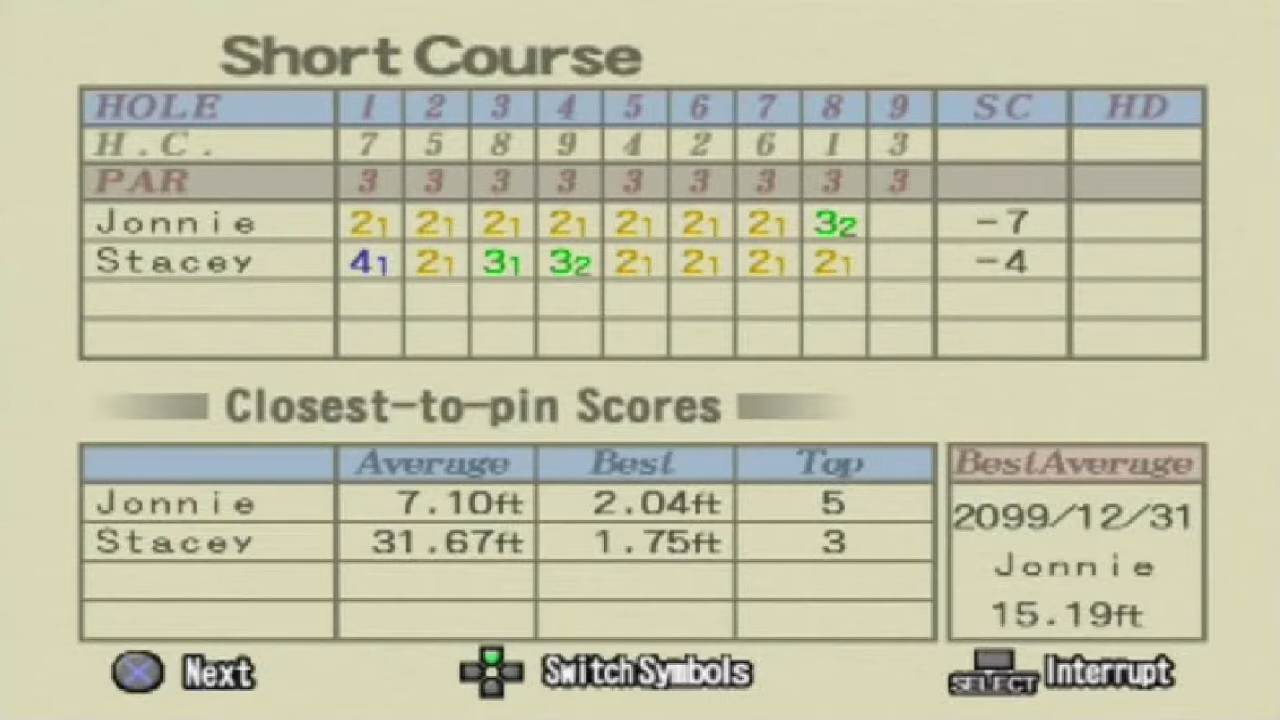 Short Course
HOLE 1 2 3 4 5 6 7 8 9 SC HD
H.C. 7 5 8 9 4 2 6 1 3
PAR 3 3 3 3 3 3 3 3 3
Jonnie 21 21 21 21 21 21 21 32 -7
Stacey 41 21 31 32 21 21 21 21 -4
Closest-to-pin Scores
Average Best Top
Jonnie 7.10ft 2.04ft 5
Stacey 31.67ft 1.75ft 3
BestAverage
2099/12/31
Jonnie
15.19ft
Next SwitchSymbols SELECT Interrupt